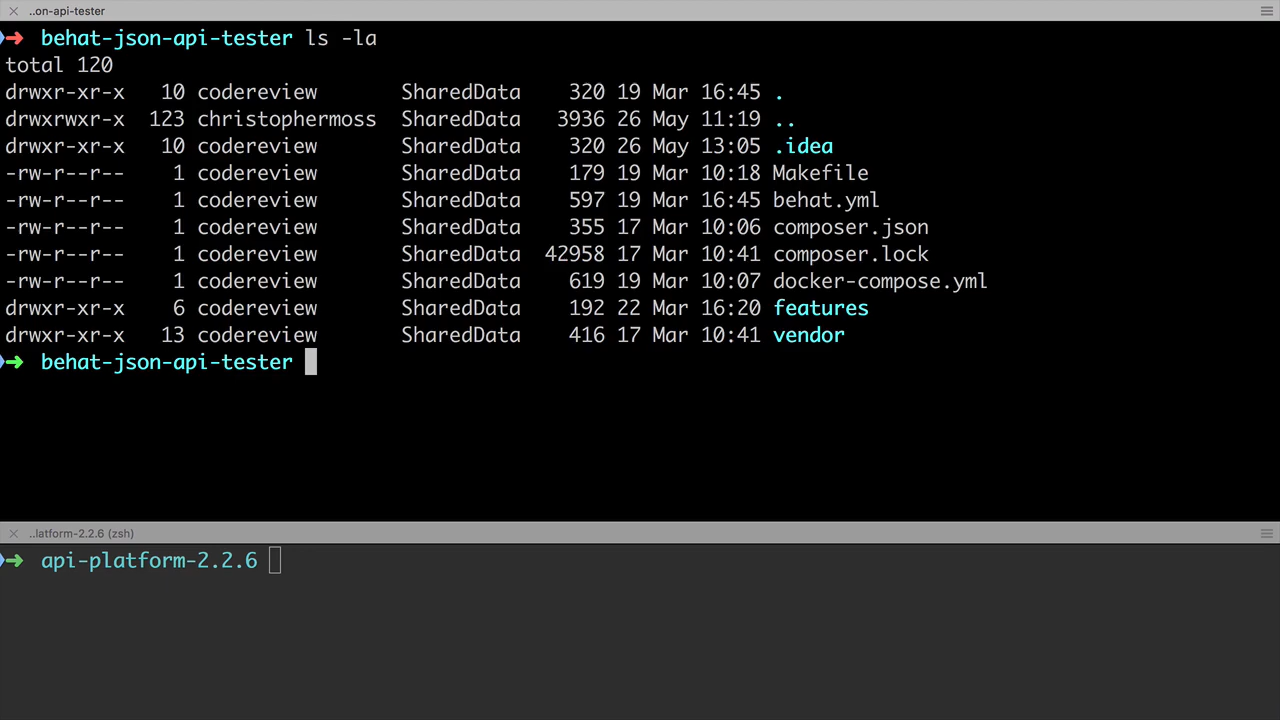 ..on-api-tester
➜ behat-json-api-tester ls -la
total 120
drwxr-xr-x 10 codereview SharedData 320 19 Mar 16:45 .
drwxrwxr-x 123 christophermoss SharedData 3936 26 May 11:19 ..
drwxr-xr-x 10 codereview SharedData 320 26 May 13:05 .idea
-rw-r--r-- 1 codereview SharedData 179 19 Mar 10:18 Makefile
-rw-r--r-- 1 codereview SharedData 597 19 Mar 16:45 behat.yml
-rw-r--r-- 1 codereview SharedData 355 17 Mar 10:06 composer.json
-rw-r--r-- 1 codereview SharedData 42958 17 Mar 10:41 composer.lock
-rw-r--r-- 1 codereview SharedData 619 19 Mar 10:07 docker-compose.yml
drwxr-xr-x 6 codereview SharedData 192 22 Mar 16:20 features
drwxr-xr-x 13 codereview SharedData 416 17 Mar 10:41 vendor
➜ behat-json-api-tester
..latform-2.2.6 (zsh)
➜ api-platform-2.2.6